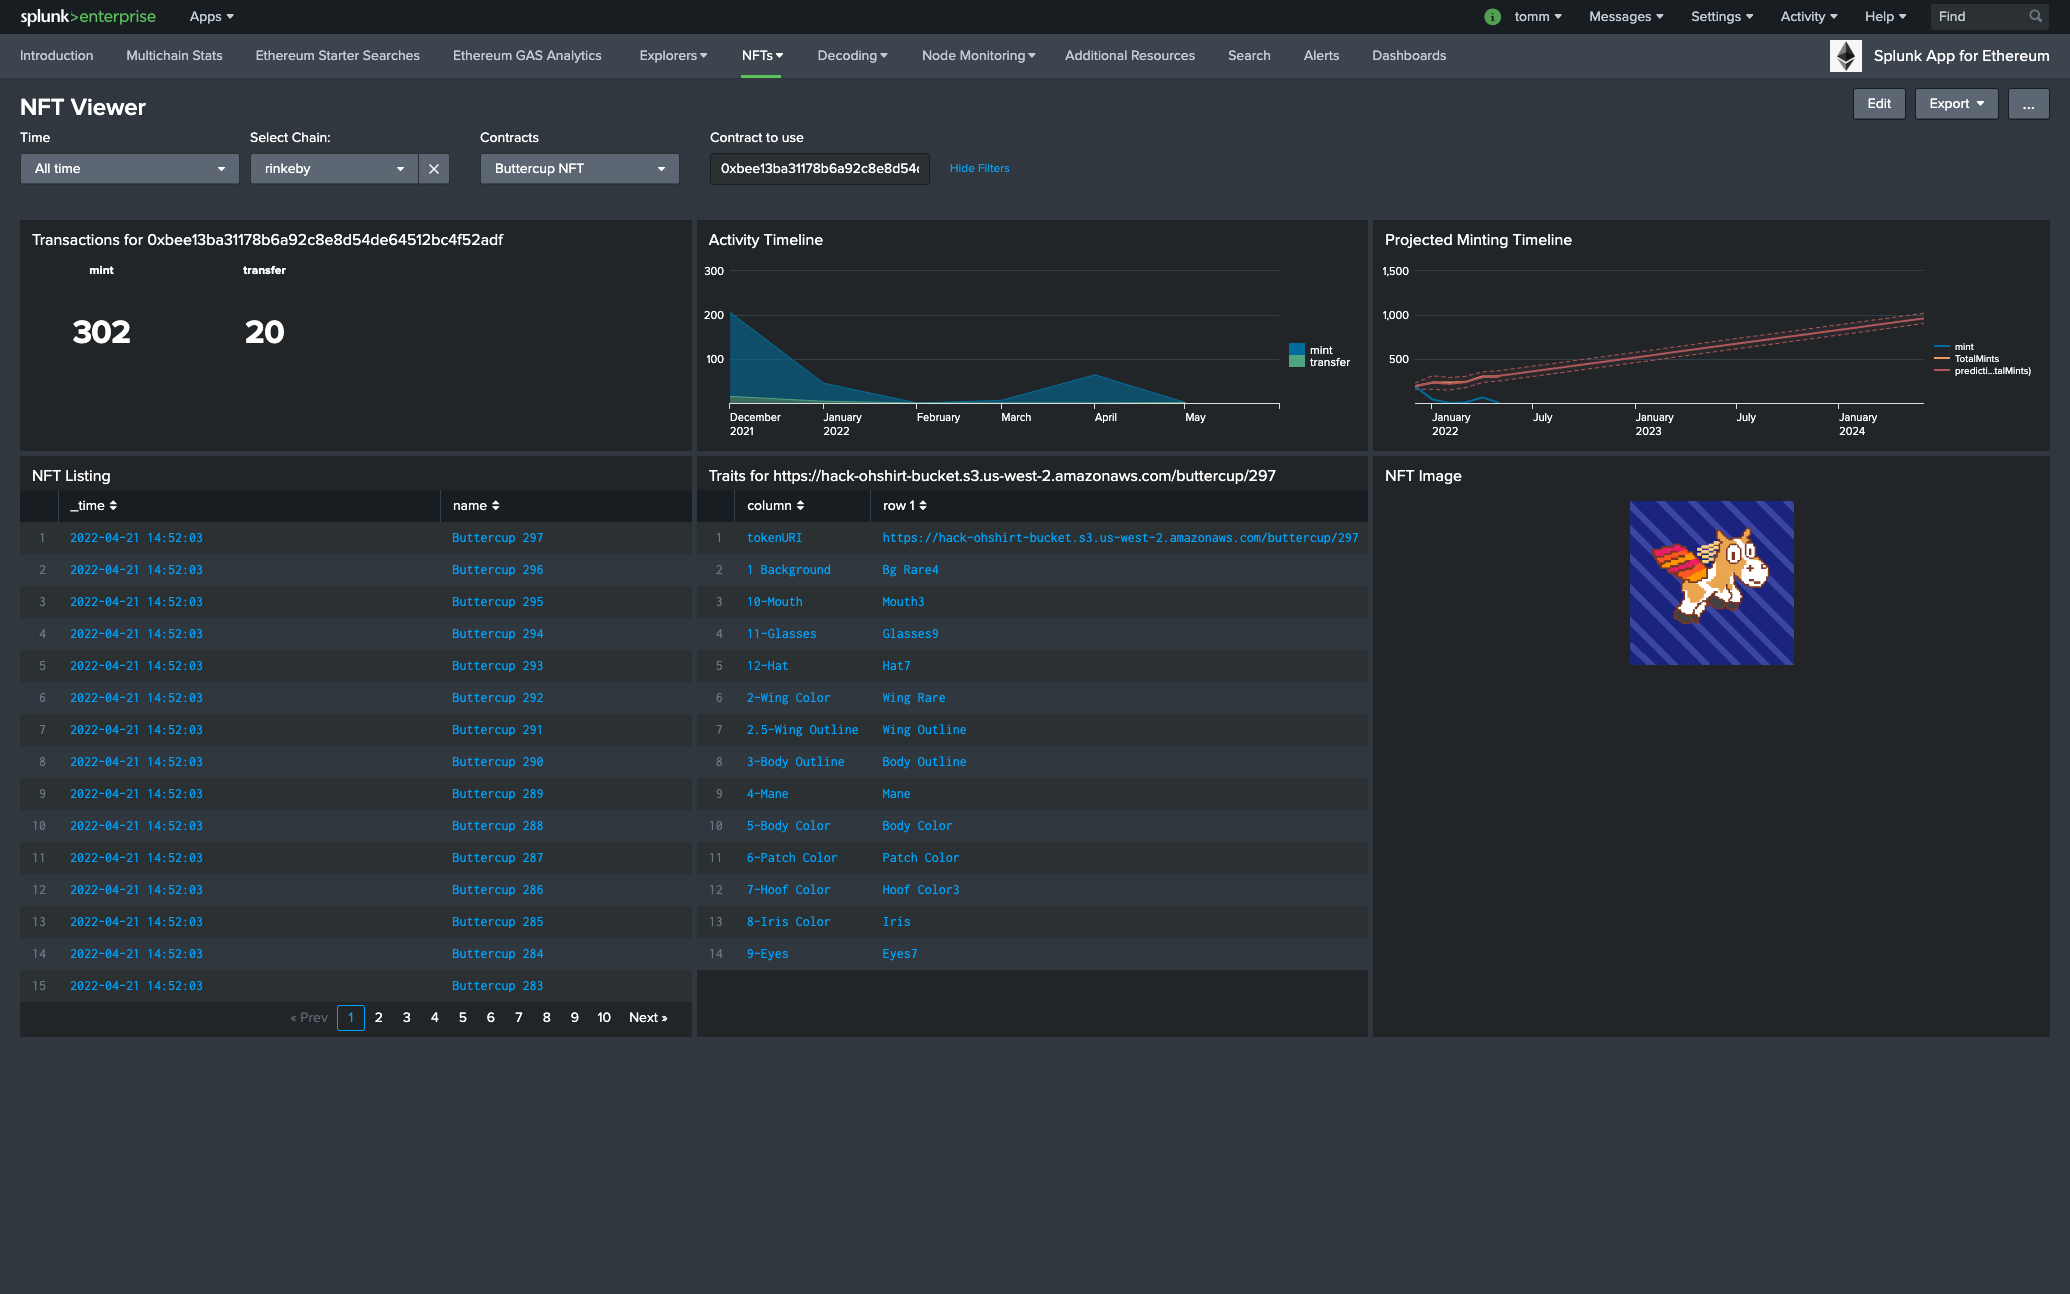 splunk>enterprise Apps tomm Messages Settings Activity Help Find
Introduction Multichain Stats Ethereum Starter Searches Ethereum GAS Analytics Explorers NFTs Decoding Node Monitoring Additional Resources Search Alerts Dashboards Splunk App for Ethereum
NFT Viewer
Edit Export ...
Time Select Chain: Contracts Contract to use
All time rinkeby Buttercup NFT 0xbee13ba31178b6a92c8e8d54 Hide Filters
Transactions for 0xbee13ba31178b6a92c8e8d54de64512bc4f52adf
mint transfer
302 20
Activity Timeline
300
200
100
December 2021
January 2022
February
March
April
May
mint
transfer
Projected Minting Timeline
1,500
1,000
500
January 2022
July
January 2023
July
January 2024
mint
TotalMints
predicti...talMints)
NFT Listing
_time name
1 2022-04-21 14:52:03 Buttercup 297
2 2022-04-21 14:52:03 Buttercup 296
3 2022-04-21 14:52:03 Buttercup 295
4 2022-04-21 14:52:03 Buttercup 294
5 2022-04-21 14:52:03 Buttercup 293
6 2022-04-21 14:52:03 Buttercup 292
7 2022-04-21 14:52:03 Buttercup 291
8 2022-04-21 14:52:03 Buttercup 290
9 2022-04-21 14:52:03 Buttercup 289
10 2022-04-21 14:52:03 Buttercup 288
11 2022-04-21 14:52:03 Buttercup 287
12 2022-04-21 14:52:03 Buttercup 286
13 2022-04-21 14:52:03 Buttercup 285
14 2022-04-21 14:52:03 Buttercup 284
15 2022-04-21 14:52:03 Buttercup 283
« Prev 1 2 3 4 5 6 7 8 9 10 Next »
Traits for https://hack-ohshirt-bucket.s3.us-west-2.amazonaws.com/buttercup/297
column row 1
1 tokenURI https://hack-ohshirt-bucket.s3.us-west-2.amazonaws.com/buttercup/297
2 1 Background Bg Rare4
3 10-Mouth Mouth3
4 11-Glasses Glasses9
5 12-Hat Hat7
6 2-Wing Color Wing Rare
7 2.5-Wing Outline Wing Outline
8 3-Body Outline Body Outline
9 4-Mane Mane
10 5-Body Color Body Color
11 6-Patch Color Patch Color
12 7-Hoof Color Hoof Color3
13 8-Iris Color Iris
14 9-Eyes Eyes7
NFT Image